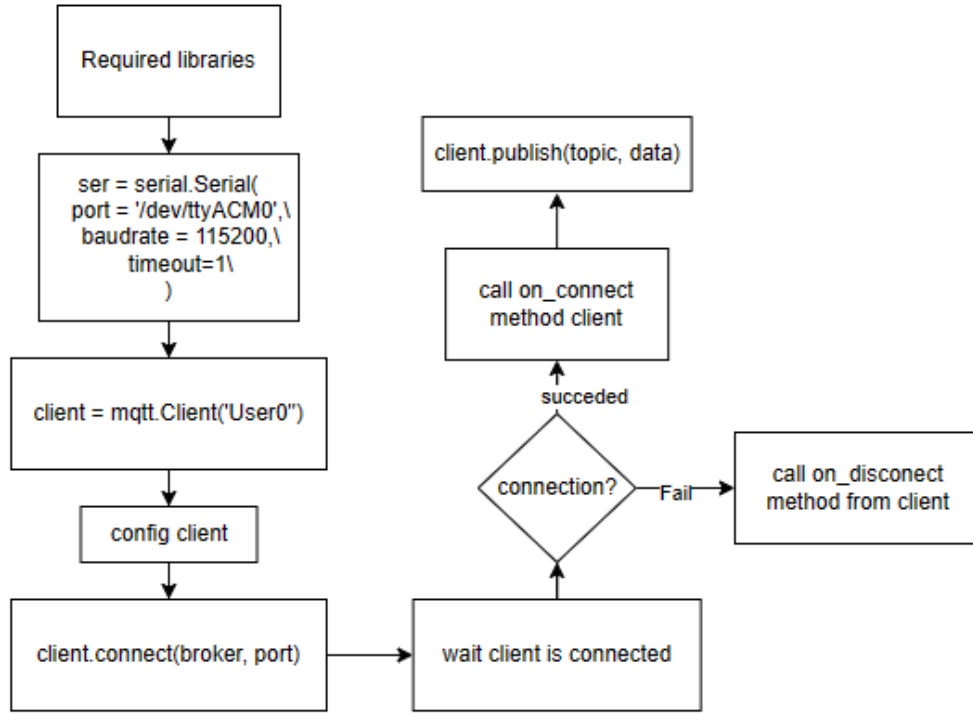 Required libraries
ser = serial.Serial(
port = '/dev/ttyACM0',\
baudrate = 115200,\
timeout=1\
)
client = mqtt.Client('User0")
config client
client.connect(broker, port)
wait client is connected
connection?
succeded
call on_connect
method client
client.publish(topic, data)
Fail
call on_disconect
method from client